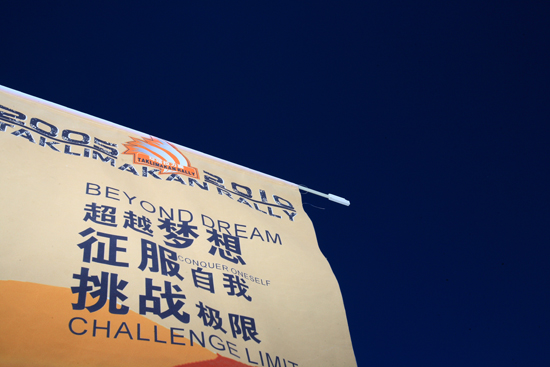 2005 2010
TAKLIMAKAN RALLY
TAKLIMAKAN RALLY
BEYOND DREAM
超越梦想
CONQUER ONESELF
征服自我
挑战极限
CHALLENGE LIMIT